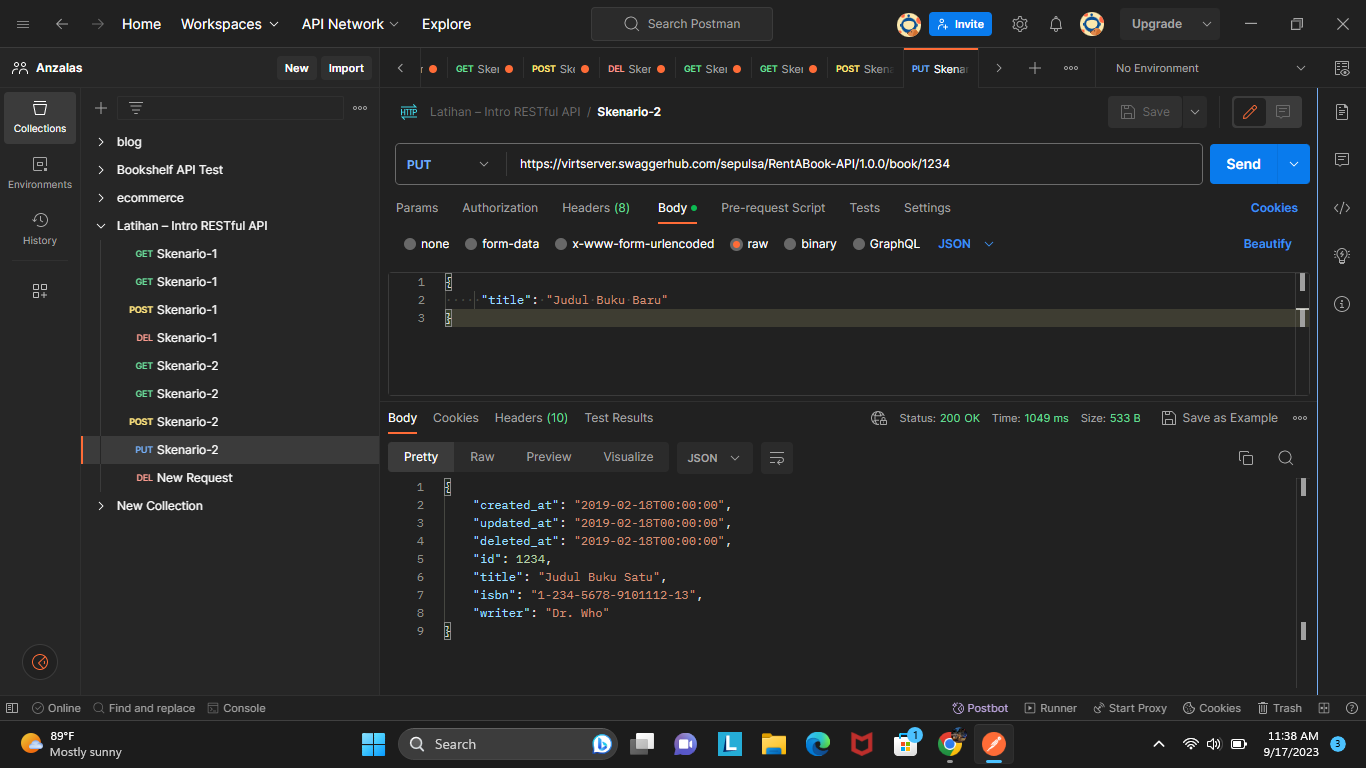 Home Workspaces API Network Explore Search Postman Invite Upgrade
Anzalas New Import GET POST DEL GET GET POST PUT No Environment
Collections
Environments
History
blog
Bookshelf API Test
ecommerce
Latihan – Intro RESTful API
GET Skenario-1
GET Skenario-1
POST Skenario-1
DEL Skenario-1
GET Skenario-2
GET Skenario-2
POST Skenario-2
PUT Skenario-2
DEL New Request
New Collection
HTTP Latihan – Intro RESTful API / Skenario-2 Save
PUT https://virtserver.swaggerhub.com/sepulsa/RentABook-API/1.0.0/book/1234 Send
Params Authorization Headers (8) Body Pre-request Script Tests Settings Cookies
none form-data x-www-form-urlencoded raw binary GraphQL JSON Beautify
1 {
2 "title": "Judul Buku Baru"
3 }
Body Cookies Headers (10) Test Results Status: 200 OK Time: 1049 ms Size: 533 B Save as Example
Pretty Raw Preview Visualize JSON
1 {
2 "created_at": "2019-02-18T00:00:00",
3 "updated_at": "2019-02-18T00:00:00",
4 "deleted_at": "2019-02-18T00:00:00",
5 "id": 1234,
6 "title": "Judul Buku Satu",
7 "isbn": "1-234-5678-9101112-13",
8 "writer": "Dr. Who"
9 }
Online Find and replace Console Postbot Runner Start Proxy Cookies Trash
89°F
Mostly sunny
Search
L
1
11:38 AM
9/17/2023
3